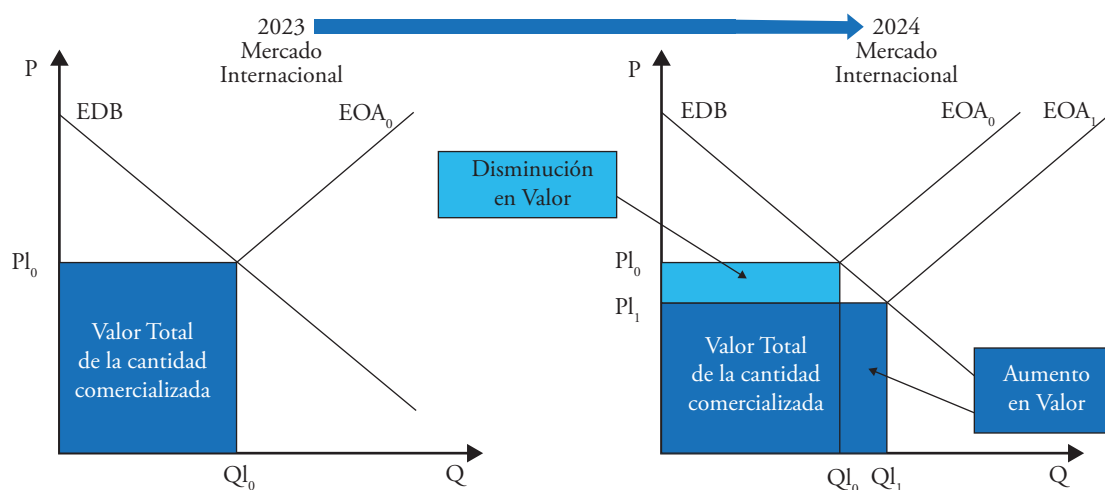 2023
Mercado
Internacional
P
EDB
EOA₀
Pl₀
Valor Total
de la cantidad
comercializada
Ql₀
Q
2024
Mercado
Internacional
P
EDB
EOA₀
EOA₁
Disminución
en Valor
Pl₀
Pl₁
Valor Total
de la cantidad
comercializada
Aumento
en Valor
Ql₀
Ql₁
Q